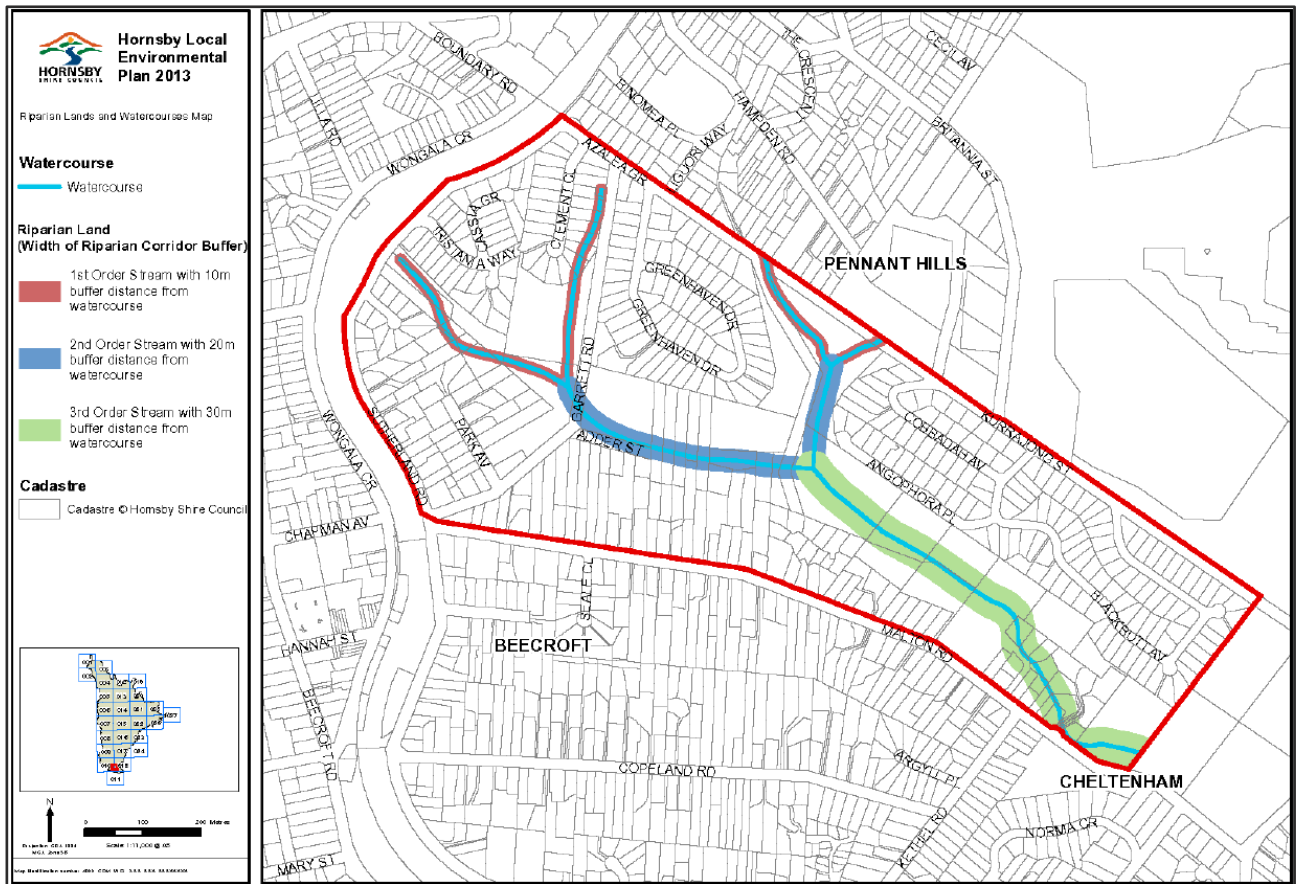 Hornsby Local
Environmental
Plan 2013
HORNSBY
SHIRE COUNCIL
Riparian Lands and Watercourses Map
Watercourse
Watercourse
Riparian Land
(Width of Riparian Corridor Buffer)
1st Order Stream with 10m
buffer distance from
watercourse
2nd Order Stream with 20m
buffer distance from
watercourse
3rd Order Stream with 30m
buffer distance from
watercourse
Cadastre
Cadastre © Hornsby Shire Council
N
0 100 200 Metres
BOUNDARY RD
WONGALA CR
BINOMEA PL
AZALEA GR
LIGUORI WAY
HAMPDEN RD
THE CRESCENT
CECIL AV
BRITANNIA ST
CASSIA GR
TRISTANIA WAY
CLEMENT CL
GREENHAVEN DR
GREENHAVEN DR
PENNANT HILLS
GARRETT RD
ADDER ST
PARK AV
SUTHERLAND RD
WONGALA CR
COBBADAH AV
KURRAJONG ST
ANGOPHORA PL
BLACKBUTT AV
CHAPMAN AV
HANNAH ST
BEECROFT RD
SEALE CL
BEECROFT
MALTON RD
COPELAND RD
ARGYLL PL
CHELTENHAM
KETHEL RD
NORMA CR
MARY ST